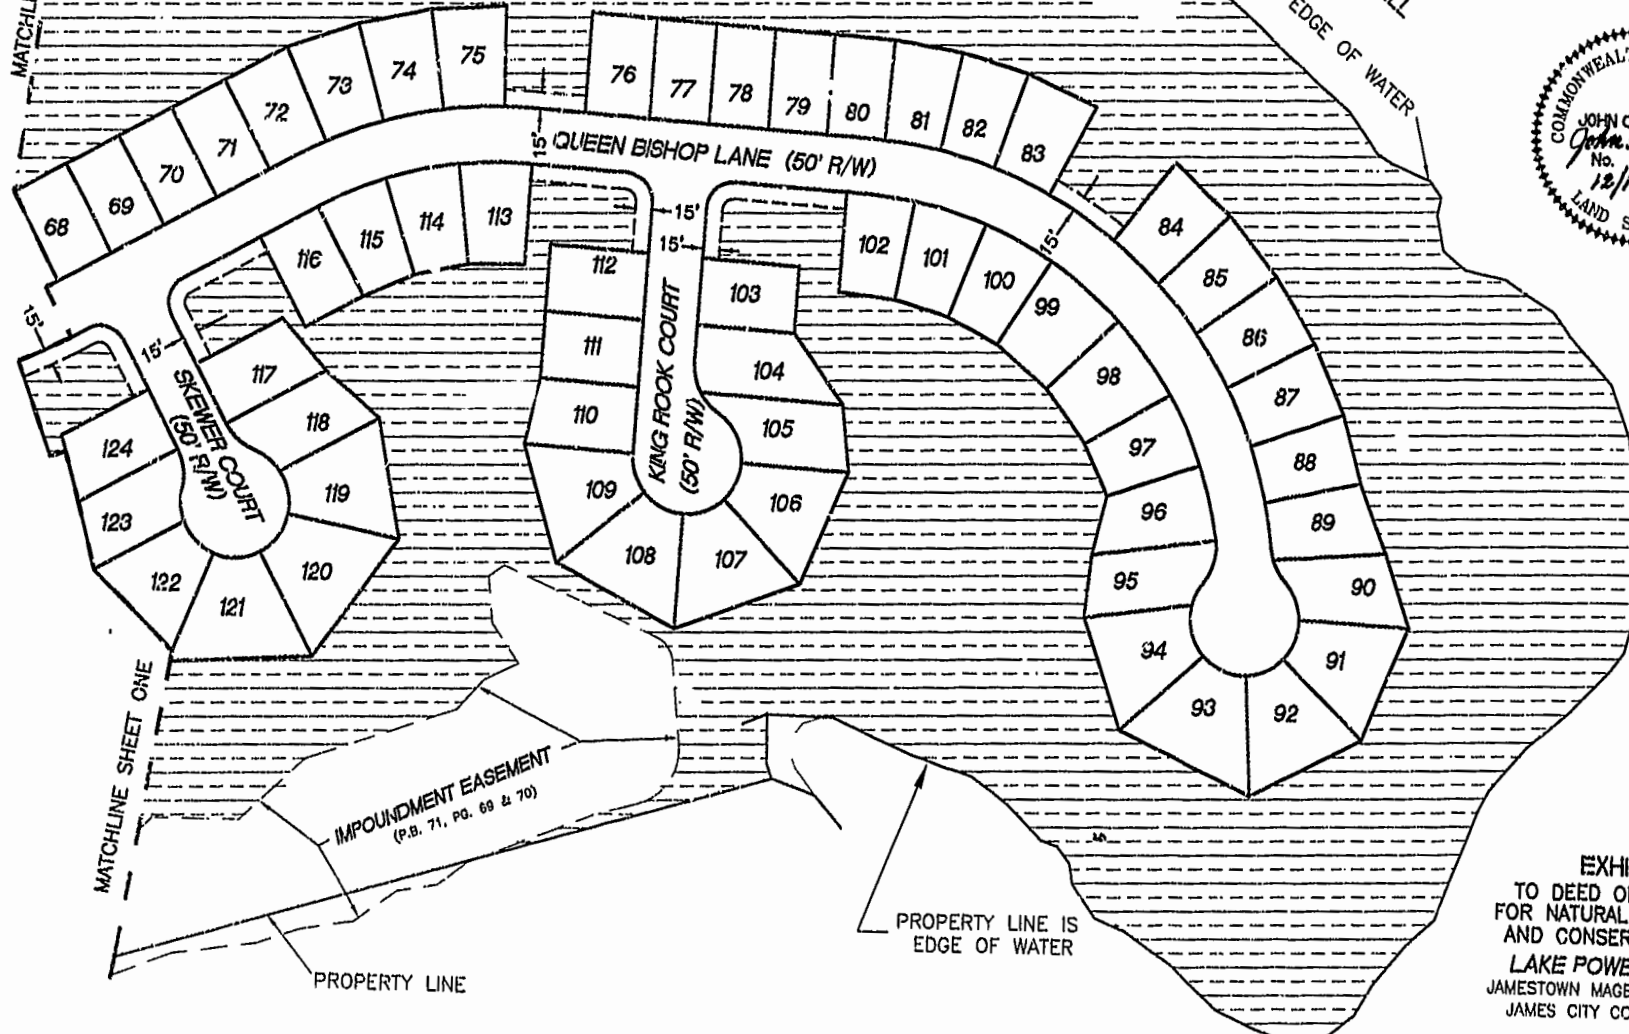 EDGE OF WATER
COMMONWEAL
JOHN
No.
LAND
68
69
70
71
72
73
74
75
76
77
78
79
80
81
82
83
84
85
86
87
88
89
90
91
92
93
94
95
96
97
98
99
100
101
102
QUEEN BISHOP LANE (50' R/W)
15'
15'
15'
15'
15'
15'
113
114
115
116
117
118
119
120
121
122
123
124
SKEWER COURT
(50' R/W)
112
111
110
109
108
107
106
105
104
103
KING ROOK COURT
(50' R/W)
MATCHLI
MATCHLINE SHEET ONE
IMPOUNDMENT EASEMENT
(P.B. 71, PG. 69 & 70)
PROPERTY LINE
PROPERTY LINE IS
EDGE OF WATER
EXHI
TO DEED O
FOR NATURAL
AND CONSER
LAKE POWE
JAMESTOWN MAGE
JAMES CITY CO